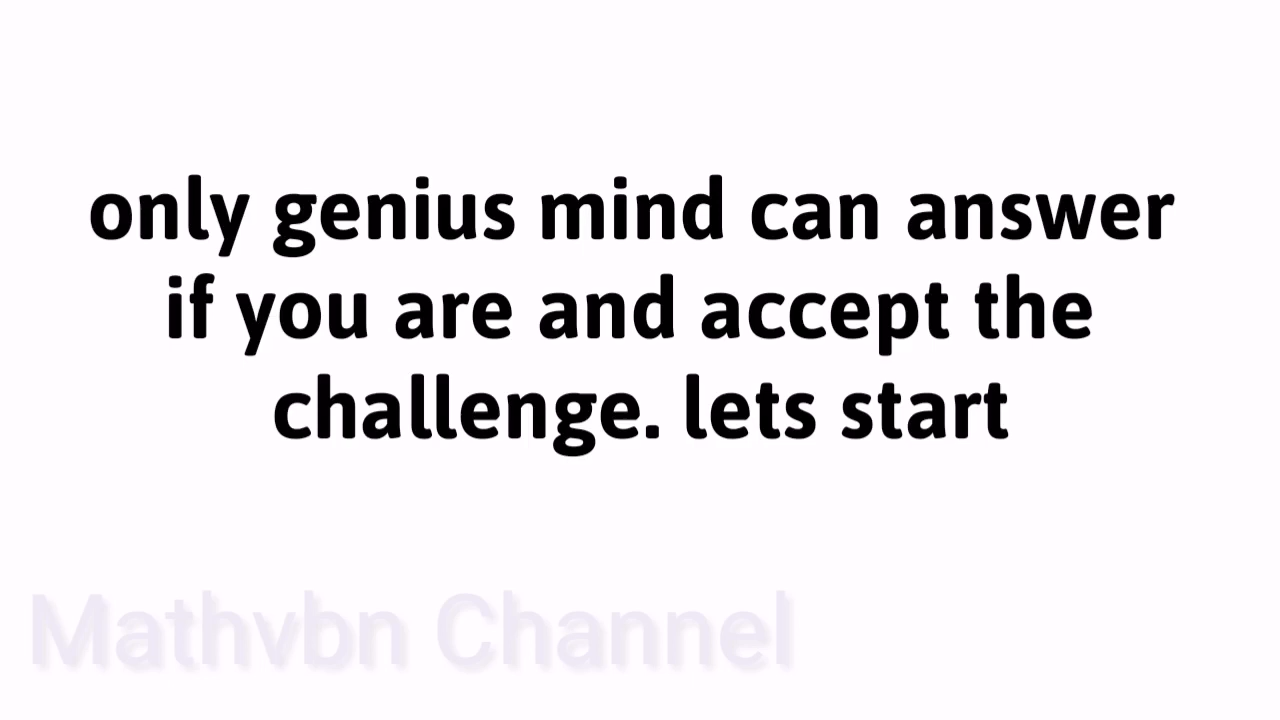 only genius mind can answer
if you are and accept the
challenge. lets start
Mathvbn Channel